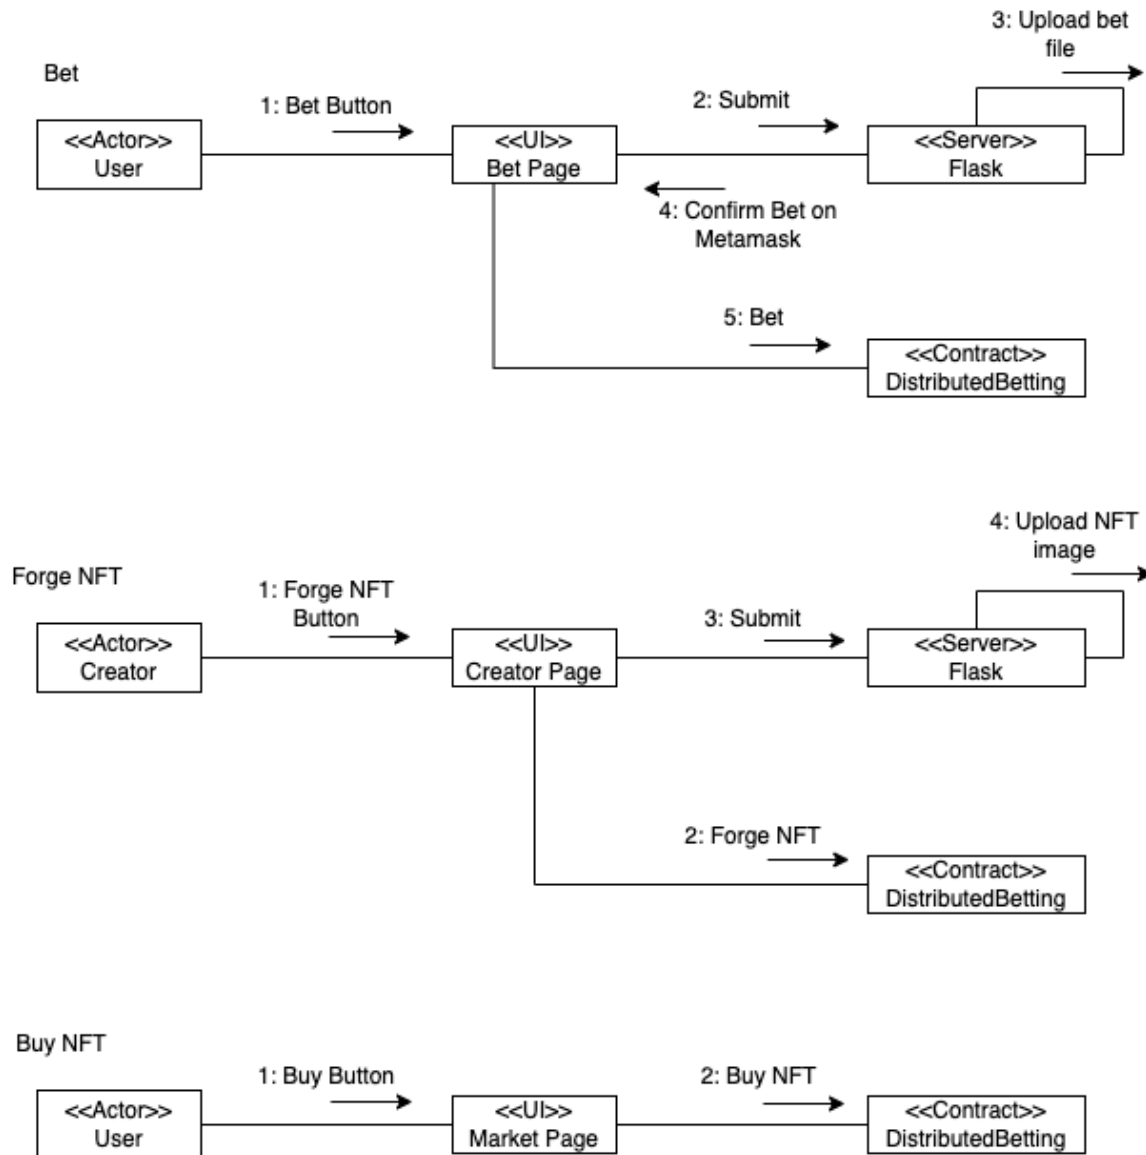 3: Upload bet
file
Bet
1: Bet Button
2: Submit
<<Actor>>
User
<<UI>>
Bet Page
<<Server>>
Flask
4: Confirm Bet on
Metamask
5: Bet
<<Contract>>
DistributedBetting
4: Upload NFT
image
Forge NFT
1: Forge NFT
Button
3: Submit
<<Actor>>
Creator
<<UI>>
Creator Page
<<Server>>
Flask
2: Forge NFT
<<Contract>>
DistributedBetting
Buy NFT
1: Buy Button
2: Buy NFT
<<Actor>>
User
<<UI>>
Market Page
<<Contract>>
DistributedBetting